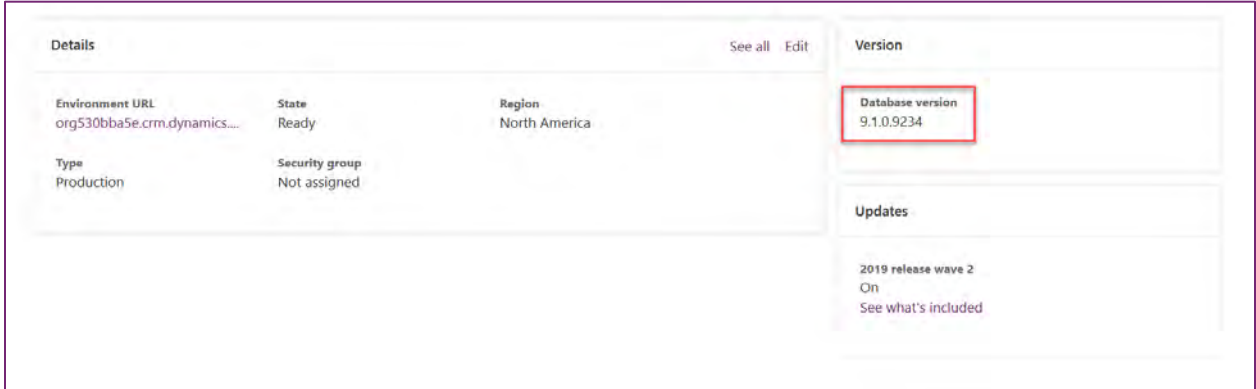 Details
See all Edit
Environment URL
org530bba5e.crm.dynamics....
State
Ready
Region
North America
Type
Production
Security group
Not assigned
Version
Database version
9.1.0.9234
Updates
2019 release wave 2
On
See what's included